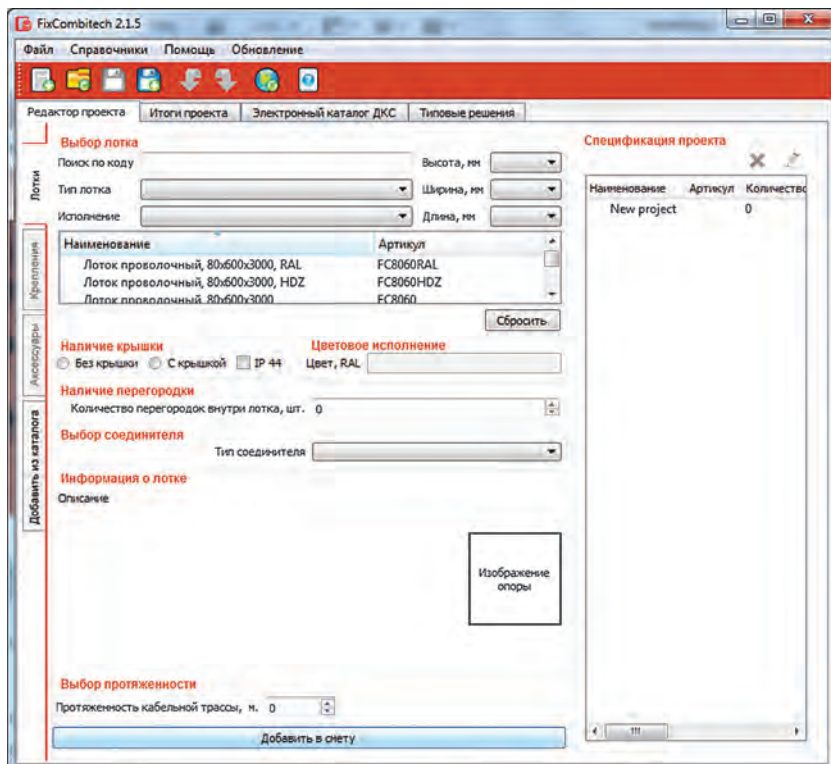 FixCombitech 2.1.5
Файл Справочники Помощь Обновление
Редактор проекта Итоги проекта Электронный каталог ДКС Типовые решения
Лотки
Крепления
Аксессуары
Добавить из каталога
Выбор лотка
Поиск по коду Высота, мм
Тип лотка Ширина, мм
Исполнение Длина, мм
Наименование Артикул
Лоток проволочный, 80x600x3000, RAL FC8060RAL
Лоток проволочный, 80x600x3000, HDZ FC8060HDZ
Лоток проволочный, 80x600x3000 FC8060
Сбросить
Наличие крышки Цветовое исполнение
Без крышки С крышкой IP 44 Цвет, RAL
Наличие перегородки
Количество перегородок внутри лотка, шт. 0
Выбор соединителя
Тип соединителя
Информация о лотке
Описание
Изображение
опоры
Выбор протяженности
Протяженность кабельной трассы, м. 0
Добавить в смету
Спецификация проекта
Наименование Артикул Количество
New project 0